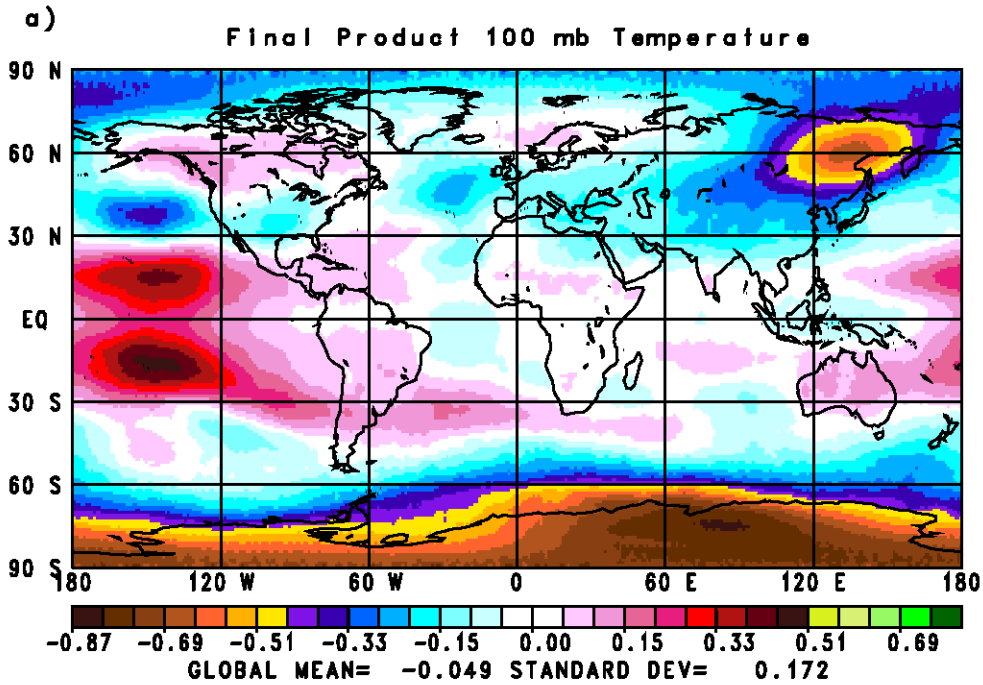 a)
Final Product 100 mb Temperature
90 N
60 N
30 N
EQ
30 S
60 S
90 S
180 120 W 60 W 0 60 E 120 E 180
-0.87 -0.69 -0.51 -0.33 -0.15 0.00 0.15 0.33 0.51 0.69
GLOBAL MEAN= -0.049 STANDARD DEV= 0.172